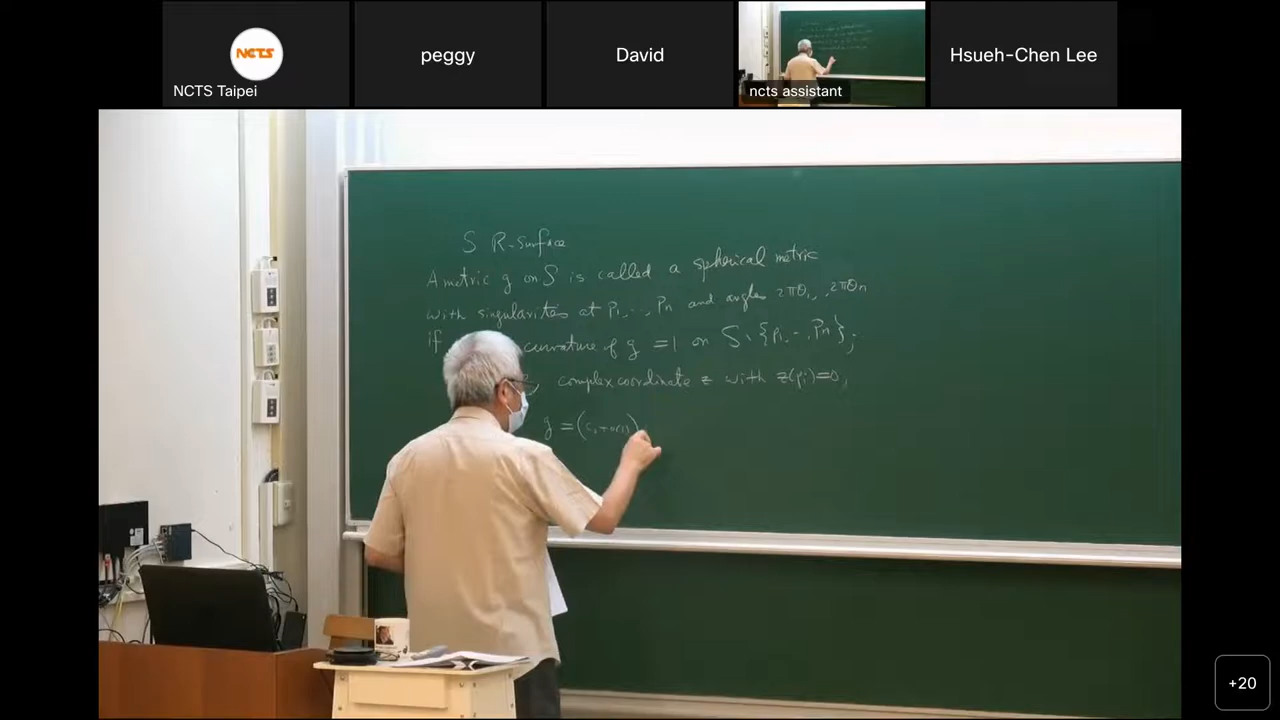 NCTS
NCTS Taipei
peggy
David
ncts assistant
Hsueh-Chen Lee
S R-surface
A metric g on S is called a spherical metric
with singularities at p₁, ..., pₙ and angles 2πθ₁, .., 2πθₙ
if curvature of g = 1 on S \ {p₁, .., pₙ};
complex coordinate z with z(pᵢ)=0,
g = (c₀+o(1))
+20